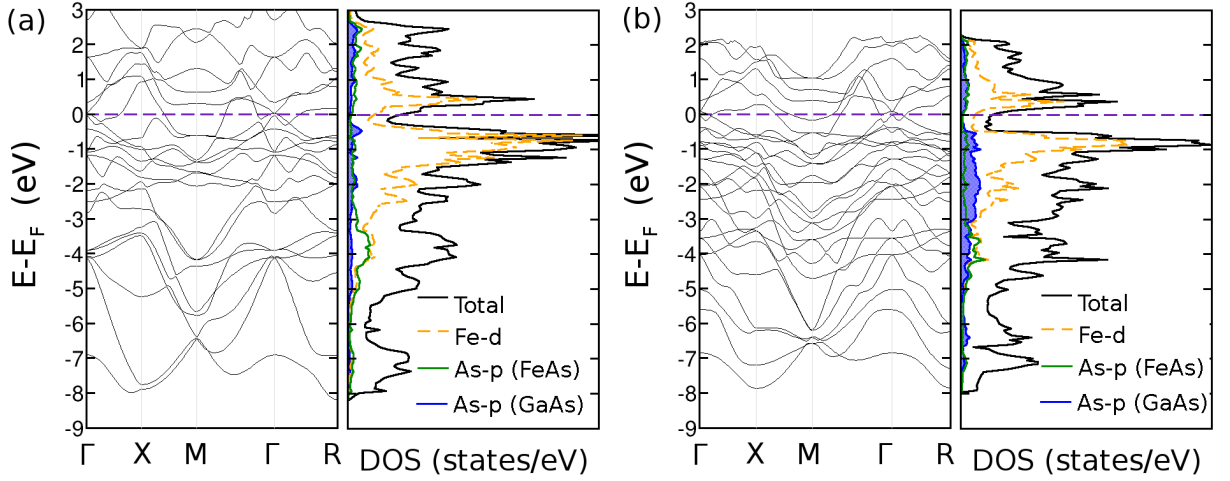 (a)
(b)
3
2
1
0
-1
-2
-3
-4
-5
-6
-7
-8
-9
E-E_F (eV)
Γ X M Γ R
Total
Fe-d
As-p (FeAs)
As-p (GaAs)
DOS (states/eV)
3
2
1
0
-1
-2
-3
-4
-5
-6
-7
-8
-9
E-E_F (eV)
Γ X M Γ R
Total
Fe-d
As-p (FeAs)
As-p (GaAs)
DOS (states/eV)